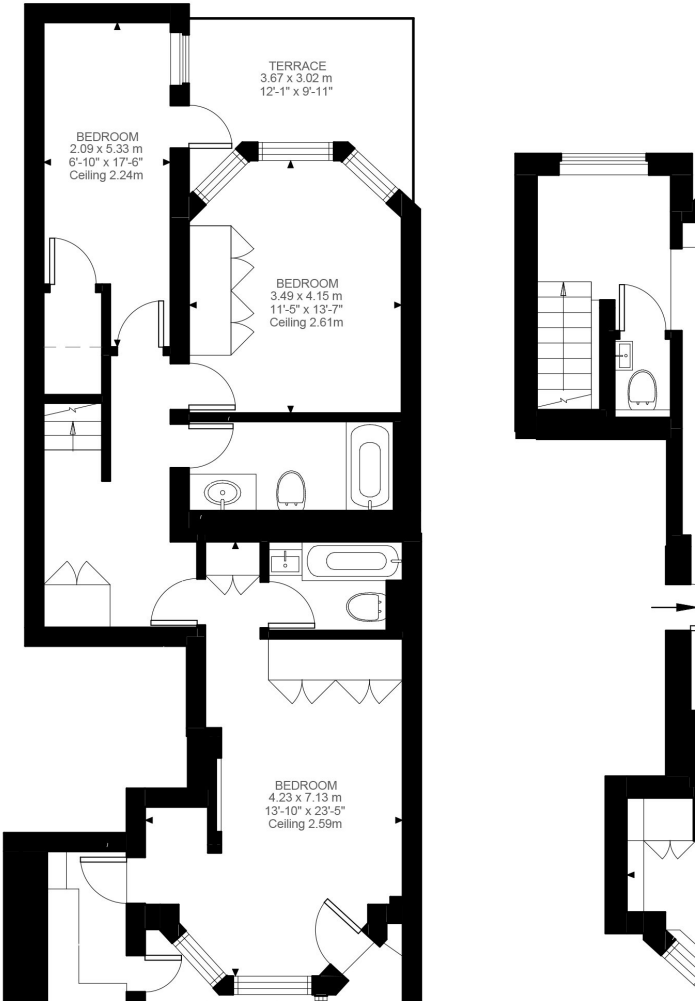 TERRACE
3.67 x 3.02 m
12'-1" x 9'-11"
BEDROOM
2.09 x 5.33 m
6'-10" x 17'-6"
Ceiling 2.24m
BEDROOM
3.49 x 4.15 m
11'-5" x 13'-7"
Ceiling 2.61m
BEDROOM
4.23 x 7.13 m
13'-10" x 23'-5"
Ceiling 2.59m